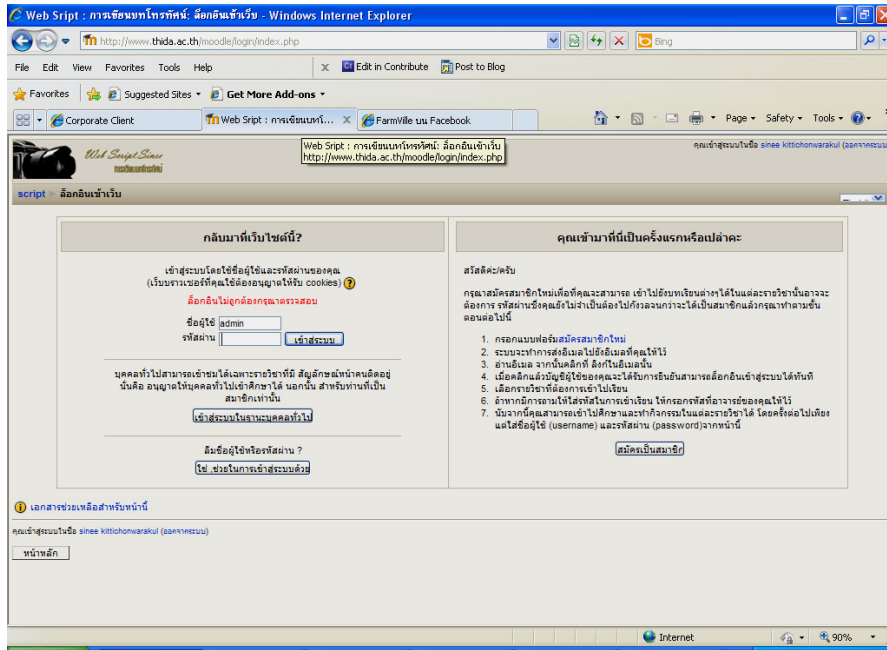 Web Sript : การเขียนบทโทรทัศน์: ล็อกอินเข้าเว็บ - Windows Internet Explorer
http://www.thida.ac.th/moodle/login/index.php
Bing
File Edit View Favorites Tools Help
Edit in Contribute
Post to Blog
Favorites
Suggested Sites
Get More Add-ons
Corporate Client
Web Sript : การเขียนบทโ...
FarmVille บน Facebook
Page Safety Tools
Web Sript : การเขียนบทโทรทัศน์: ล็อกอินเข้าเว็บ
http://www.thida.ac.th/moodle/login/index.php
Web Script Sinee
การเขียนบทโทรทัศน์
คุณเข้าสู่ระบบในชื่อ sinee kittichonwarakul (ออกจากระบบ
script ► ล็อกอินเข้าเว็บ
กลับมาที่เว็บไซต์นี้?
เข้าสู่ระบบโดยใช้ชื่อผู้ใช้และรหัสผ่านของคุณ
(เว็บบราวเซอร์ที่คุณใช้ต้องอนุญาตให้รับ cookies)
ล็อกอินไม่ถูกต้องกรุณาตรวจสอบ
ชื่อผู้ใช้ admin
รหัสผ่าน เข้าสู่ระบบ
บุคคลทั่วไปสามารถเข้าชมได้เฉพาะรายวิชาที่มี สัญลักษณ์หน้าคนติดอยู่
นั่นคือ อนุญาตให้บุคคลทั่วไปเข้าศึกษาได้ นอกนั้น สำหรับท่านที่เป็น
สมาชิกเท่านั้น
เข้าสู่ระบบในฐานะบุคคลทั่วไป
ลืมชื่อผู้ใช้หรือรหัสผ่าน ?
ใช่ ,ช่วยในการเข้าสู่ระบบด้วย
คุณเข้ามาที่นี่เป็นครั้งแรกหรือเปล่าคะ
สวัสดีค่ะ/ครับ
กรุณาสมัครสมาชิกใหม่เพื่อที่คุณจะสามารถ เข้าไปยังบทเรียนต่างๆได้ในแต่ละรายวิชานั้นอาจจะ
ต้องการ รหัสผ่านซึ่งคุณยังไม่จำเป็นต้องไปกังวลจนกว่าจะได้เป็นสมาชิกแล้วกรุณาทำตามขั้น
ตอนต่อไปนี้
1. กรอกแบบฟอร์มสมัครสมาชิกใหม่
2. ระบบจะทำการส่งอีเมลไปยังอีเมลที่คุณให้ไว้
3. อ่านอีเมล จากนั้นคลิกที่ ลิงก์ในอีเมลนั้น
4. เมื่อคลิกแล้วบัญชีผู้ใช้ของคุณจะได้รับการยืนยันสามารถล็อกอินเข้าสู่ระบบได้ทันที
5. เลือกรายวิชาที่ต้องการเข้าไปเรียน
6. ถ้าหากมีการถามให้ใส่รหัสในการเข้าเรียน ให้กรอกรหัสที่อาจารย์ของคุณให้ไว้
7. นับจากนี้คุณสามารถเข้าไปศึกษาและทำกิจกรรมในแต่ละรายวิชาได้ โดยครั้งต่อไปเพียง
แต่ใส่ชื่อผู้ใช้ (username) และรหัสผ่าน (password)จากหน้านี้
สมัครเป็นสมาชิก
เอกสารช่วยเหลือสำหรับหน้านี้
คุณเข้าสู่ระบบในชื่อ sinee kittichonwarakul (ออกจากระบบ)
หน้าหลัก
Internet
90%